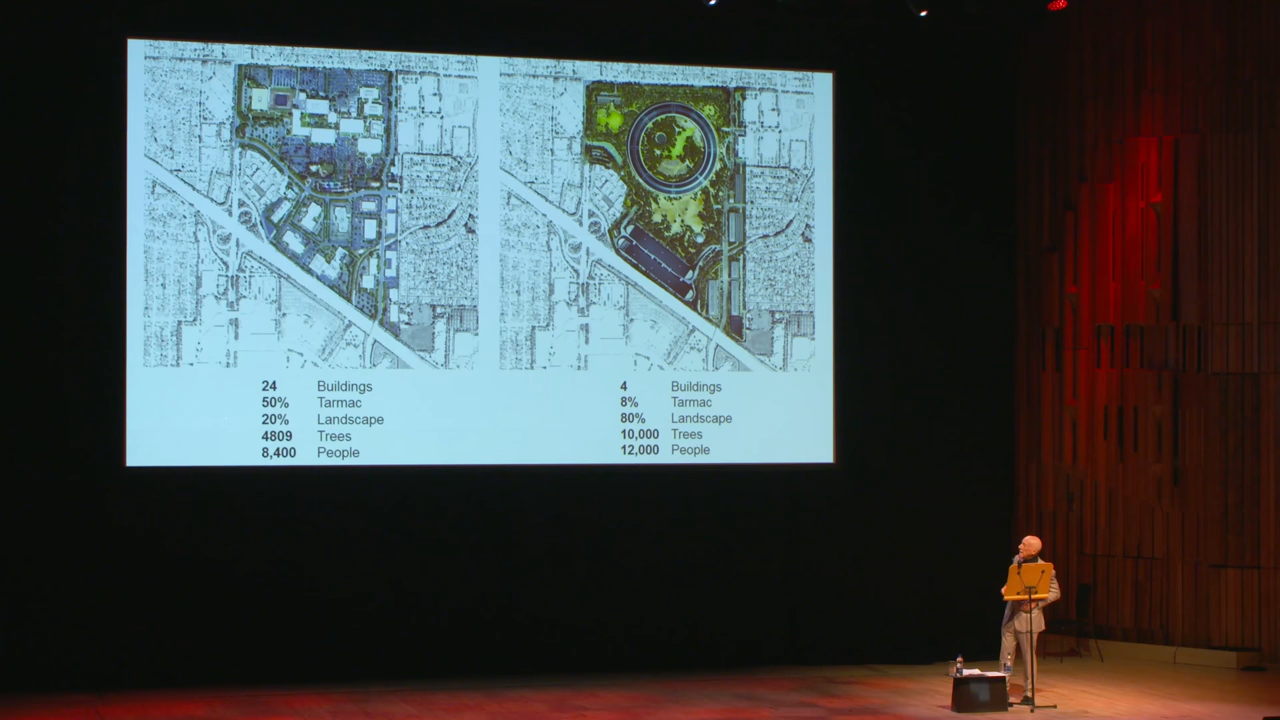 24 Buildings
50% Tarmac
20% Landscape
4809 Trees
8,400 People
4 Buildings
8% Tarmac
80% Landscape
10,000 Trees
12,000 People